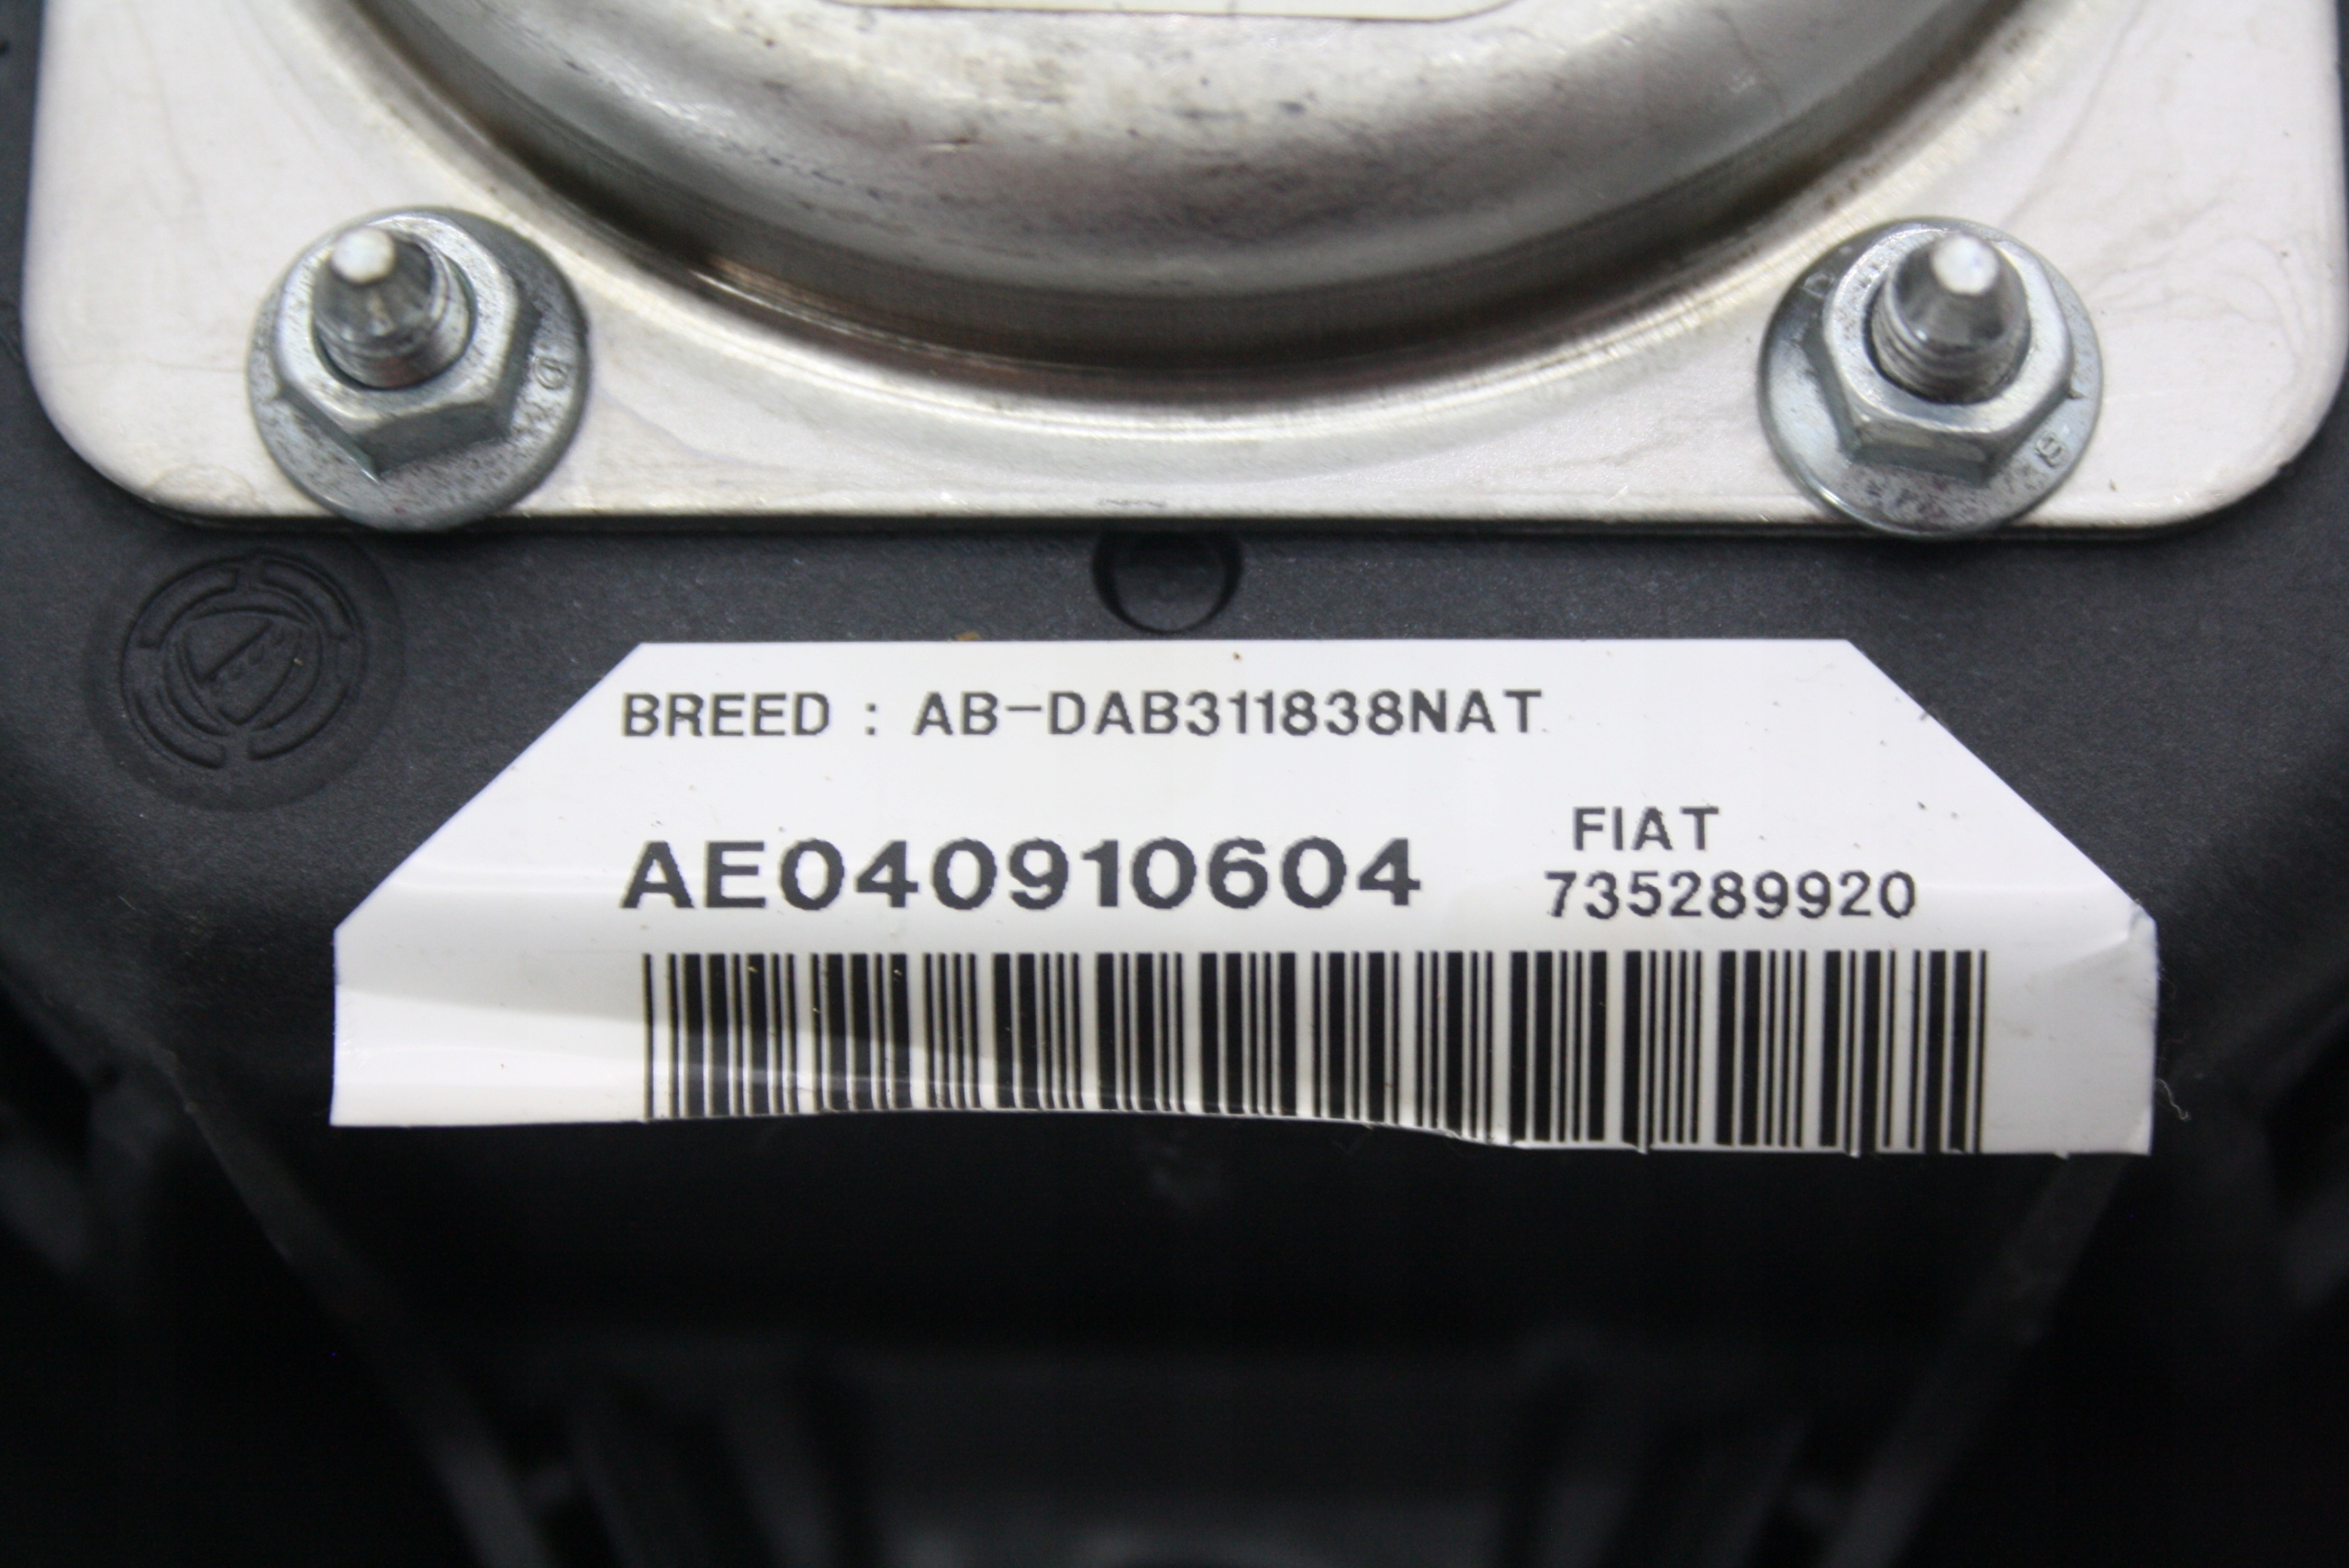 BREED : AB-DAB311838NAT
FIAT
AE040910604 735289920